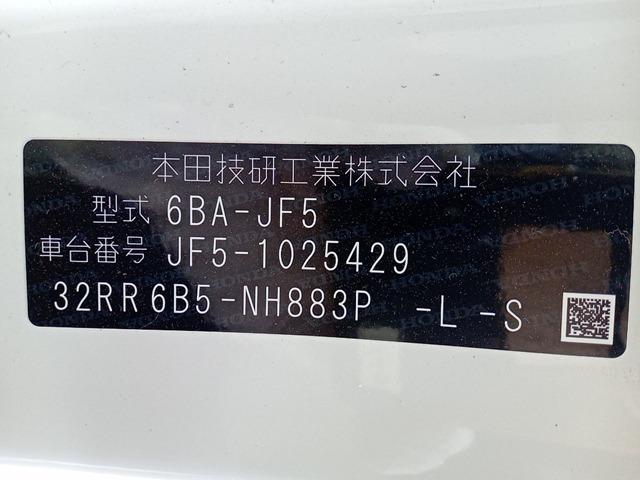 本田技研工業株式会社
型式 6BA-JF5
車台番号 JF5-1025429
32RR6B5-NH883P -L-S